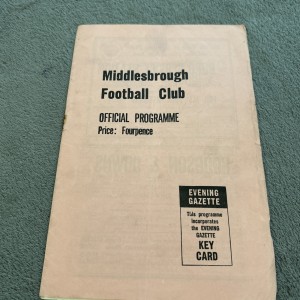 Middlesbrough
Football Club
OFFICIAL PROGRAMME
Price: Fourpence
EVENING
GAZETTE
This programme
incorporates
the EVENING
GAZETTE
KEY
CARD